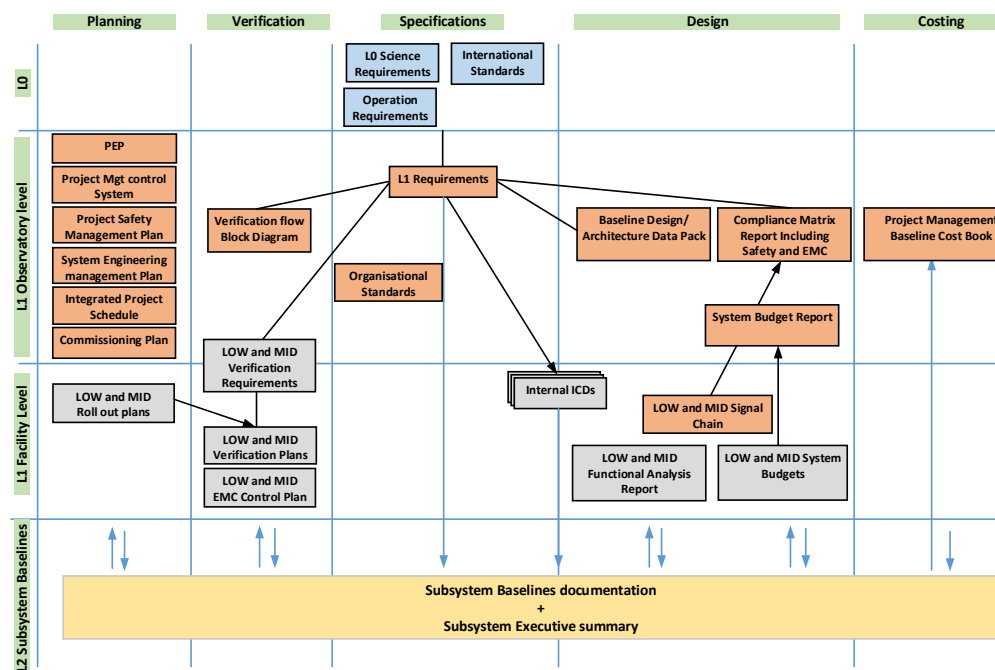 Planning
Verification
Specifications
Design
Costing
L0
L0 Science
Requirements
International
Standards
Operation
Requirements
L1 Observatory level
PEP
Project Mgt control
System
Project Safety
Management Plan
System Engineering
management Plan
Integrated Project
Schedule
Commissioning Plan
L1 Requirements
Verification flow
Block Diagram
Baseline Design/
Architecture Data Pack
Compliance Matrix
Report Including
Safety and EMC
Project Management
Baseline Cost Book
Organisational
Standards
System Budget Report
LOW and MID
Verification
Requirements
L1 Facility Level
LOW and MID
Roll out plans
Internal ICDs
LOW and MID Signal
Chain
LOW and MID
Verification Plans
LOW and MID
EMC Control Plan
LOW and MID
Functional Analysis
Report
LOW and MID System
Budgets
L2 Subsystem Baselines
Subsystem Baselines documentation
+
Subsystem Executive summary